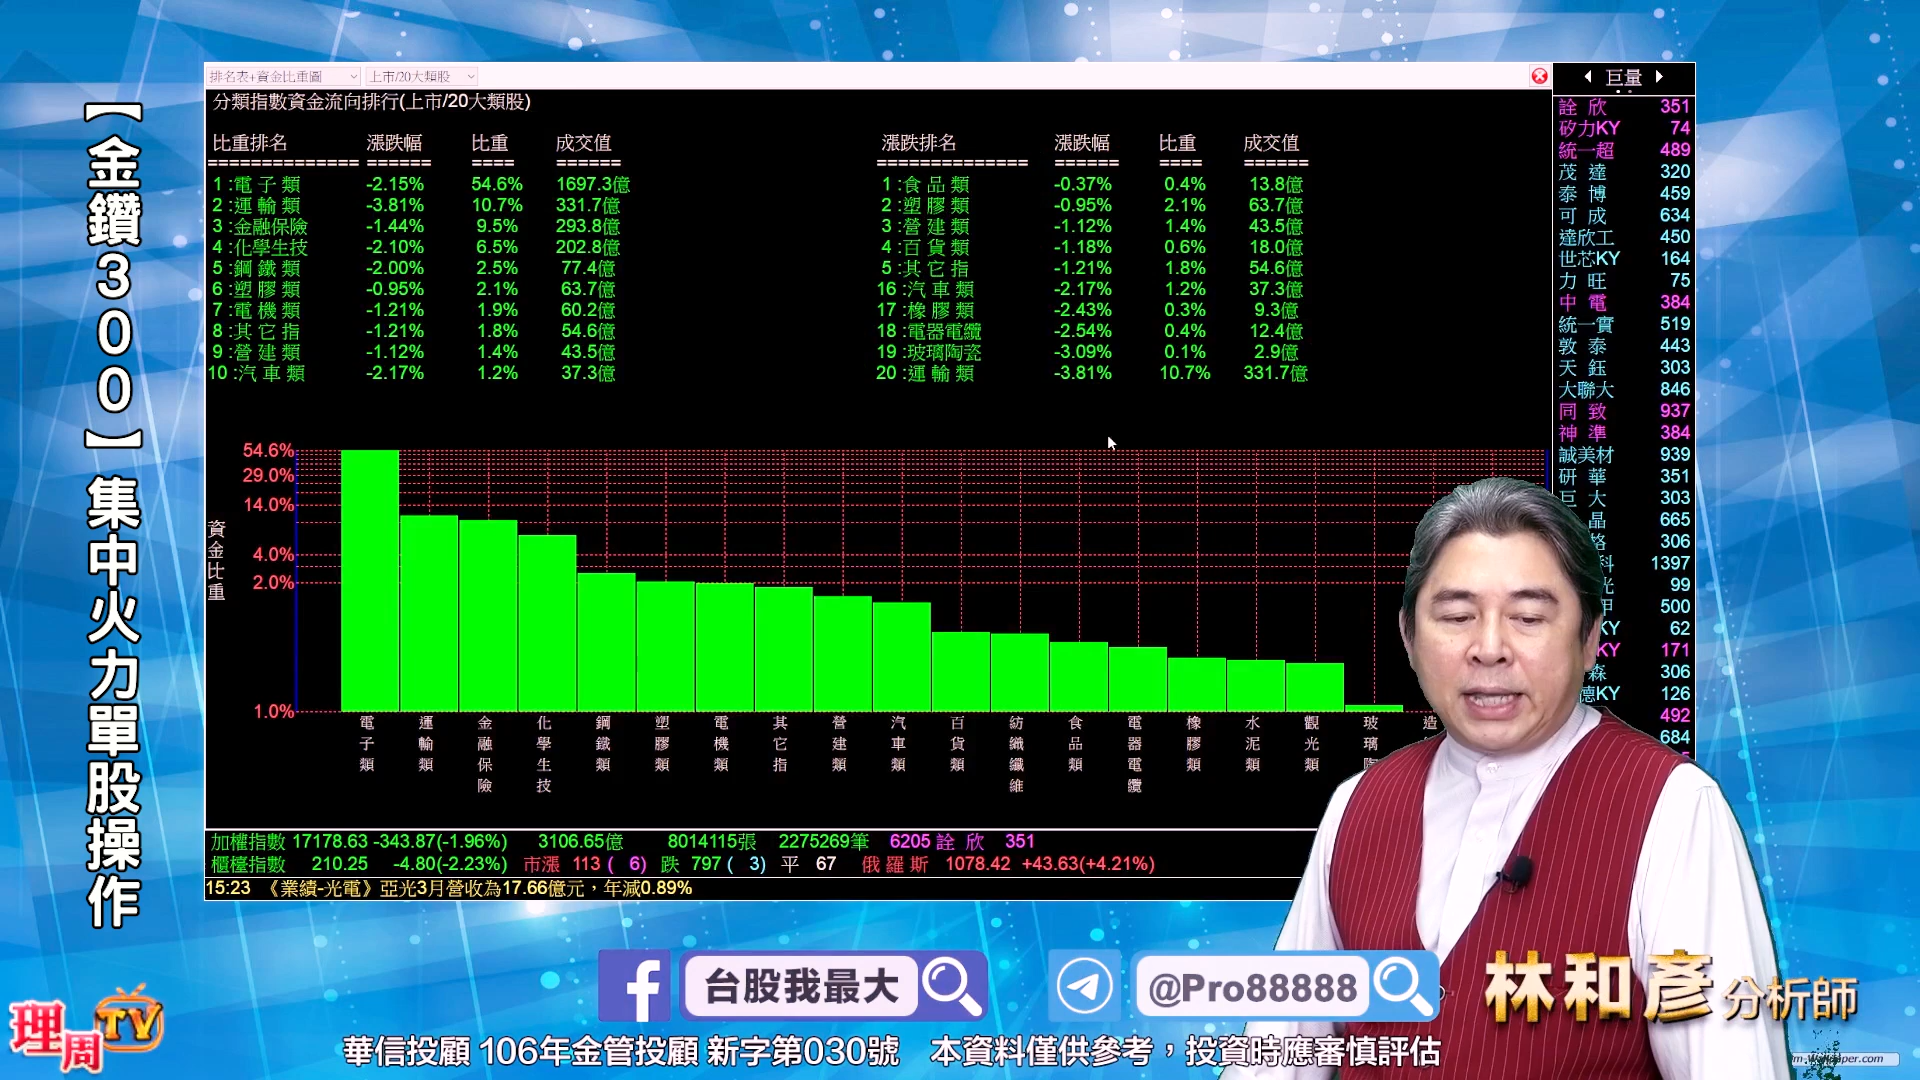 【金鑽300】集中火力單股操作
排名表+資金比重圖 上市/20大類股
分類指數資金流向排行(上市/20大類股)
比重排名 漲跌幅 比重 成交值
============== ====== ==== ======
1 :電 子 類 -2.15% 54.6% 1697.3億
2 :運 輸 類 -3.81% 10.7% 331.7億
3 :金融保險 -1.44% 9.5% 293.8億
4 :化學生技 -2.10% 6.5% 202.8億
5 :鋼 鐵 類 -2.00% 2.5% 77.4億
6 :塑 膠 類 -0.95% 2.1% 63.7億
7 :電 機 類 -1.21% 1.9% 60.2億
8 :其 它 指 -1.21% 1.8% 54.6億
9 :營 建 類 -1.12% 1.4% 43.5億
10 :汽 車 類 -2.17% 1.2% 37.3億
漲跌排名 漲跌幅 比重 成交值
============== ====== ==== ======
1 :食 品 類 -0.37% 0.4% 13.8億
2 :塑 膠 類 -0.95% 2.1% 63.7億
3 :營 建 類 -1.12% 1.4% 43.5億
4 :百 貨 類 -1.18% 0.6% 18.0億
5 :其 它 指 -1.21% 1.8% 54.6億
16 :汽 車 類 -2.17% 1.2% 37.3億
17 :橡 膠 類 -2.43% 0.3% 9.3億
18 :電器電纜 -2.54% 0.4% 12.4億
19 :玻璃陶瓷 -3.09% 0.1% 2.9億
20 :運 輸 類 -3.81% 10.7% 331.7億
資金比重
54.6%
29.0%
14.0%
4.0%
2.0%
1.0%
電子類
運輸類
金融保險
化學生技
鋼鐵類
塑膠類
電機類
其它指
營建類
汽車類
百貨類
紡織纖維
食品類
電器電纜
橡膠類
水泥類
觀光類
玻璃陶
造
巨量
詮 欣 351
矽力KY 74
統一超 489
茂 達 320
泰 博 459
可 成 634
達欣工 450
世芯KY 164
力 旺 75
中 電 384
統一實 519
敦 泰 443
天 鈺 303
大聯大 846
同 致 937
神 準 384
誠美材 939
研 華 351
巨 大 303
晶 665
306
科 1397
光 99
甲 500
KY 62
KY 171
森 306
德KY 126
492
684
加權指數 17178.63 -343.87(-1.96%) 3106.65億 8014115張 2275269筆 6205 詮 欣 351
櫃檯指數 210.25 -4.80(-2.23%) 市漲 113 ( 6) 跌 797 ( 3) 平 67 俄 羅 斯 1078.42 +43.63(+4.21%)
15:23 《業績-光電》亞光3月營收為17.66億元，年減0.89%
f 台股我最大 @Pro88888
林和彥 分析師
理周TV
華信投顧 106年金管投顧 新字第030號 本資料僅供參考，投資時應審慎評估